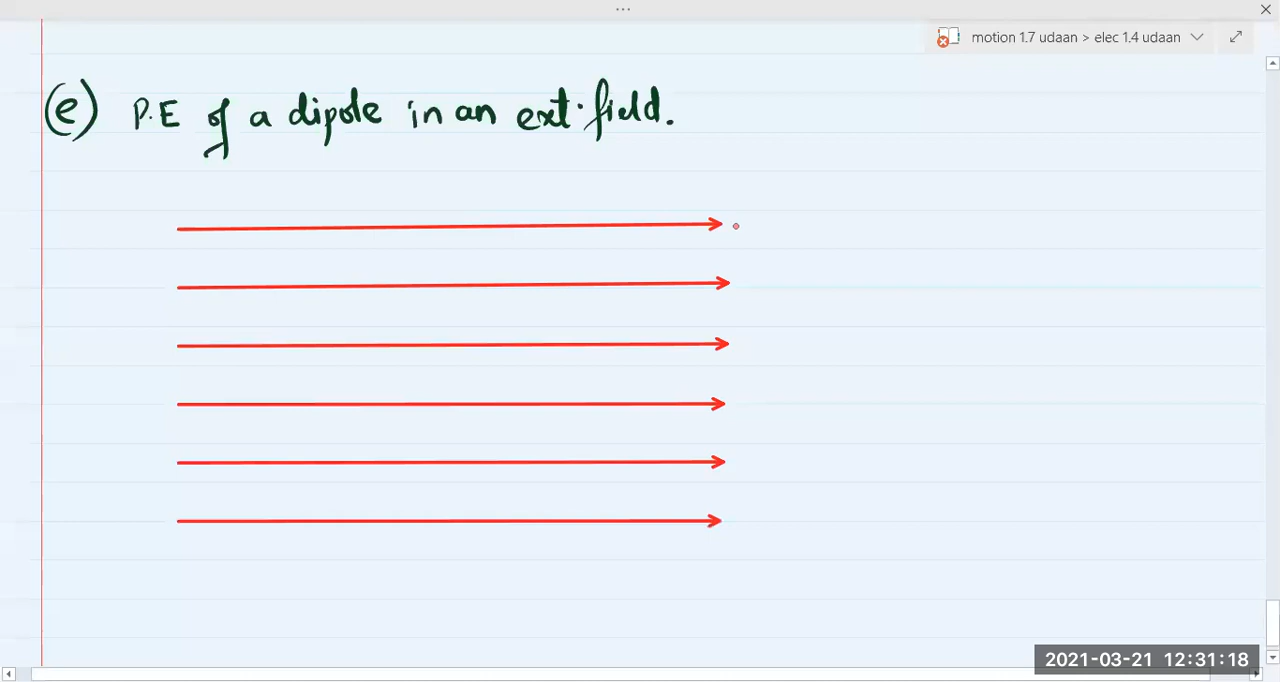 ...
motion 1.7 udaan > elec 1.4 udaan
(e) P.E of a dipole in an ext. field.
2021-03-21 12:31:18